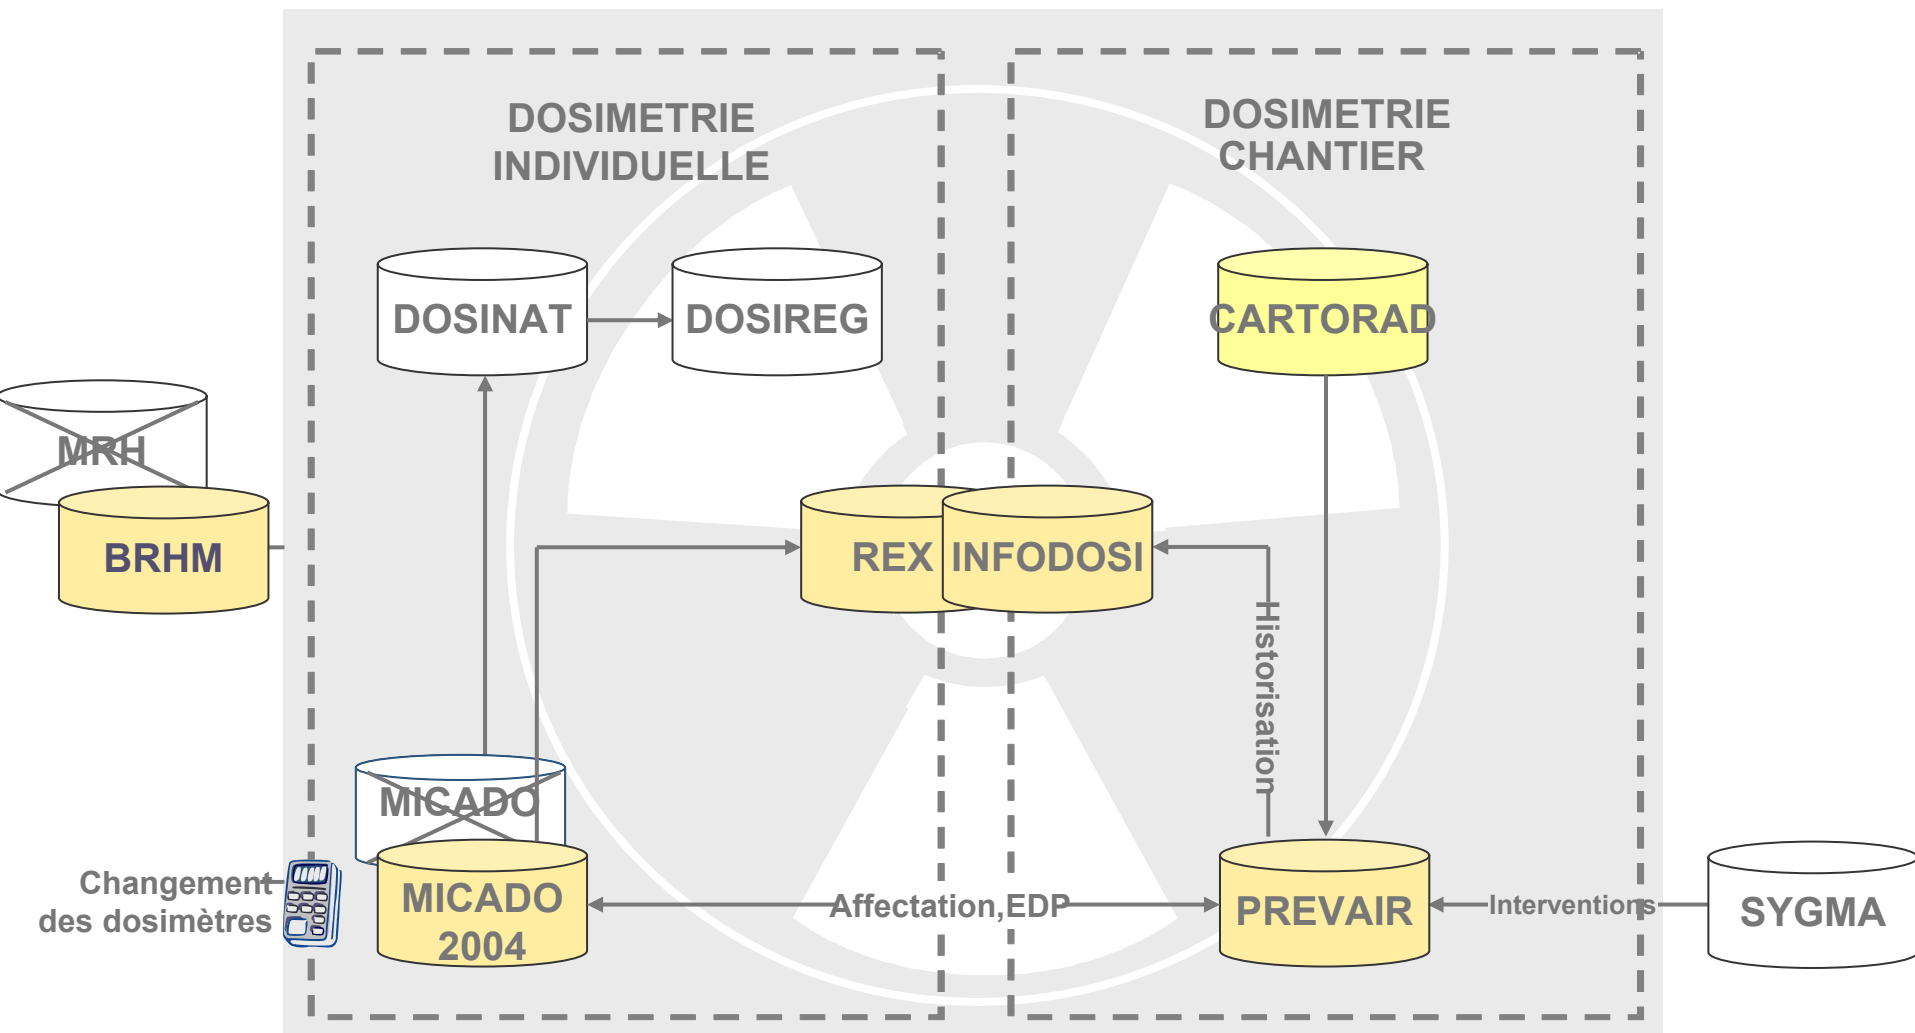 DOSIMETRIE
INDIVIDUELLE
DOSIMETRIE
CHANTIER
DOSINAT
DOSIREG
CARTORAD
MRH
BRHM
REX
INFODOSI
Historisation
MICADO
Changement
des dosimètres
MICADO
2004
Affectation,EDP
PREVAIR
Interventions
SYGMA